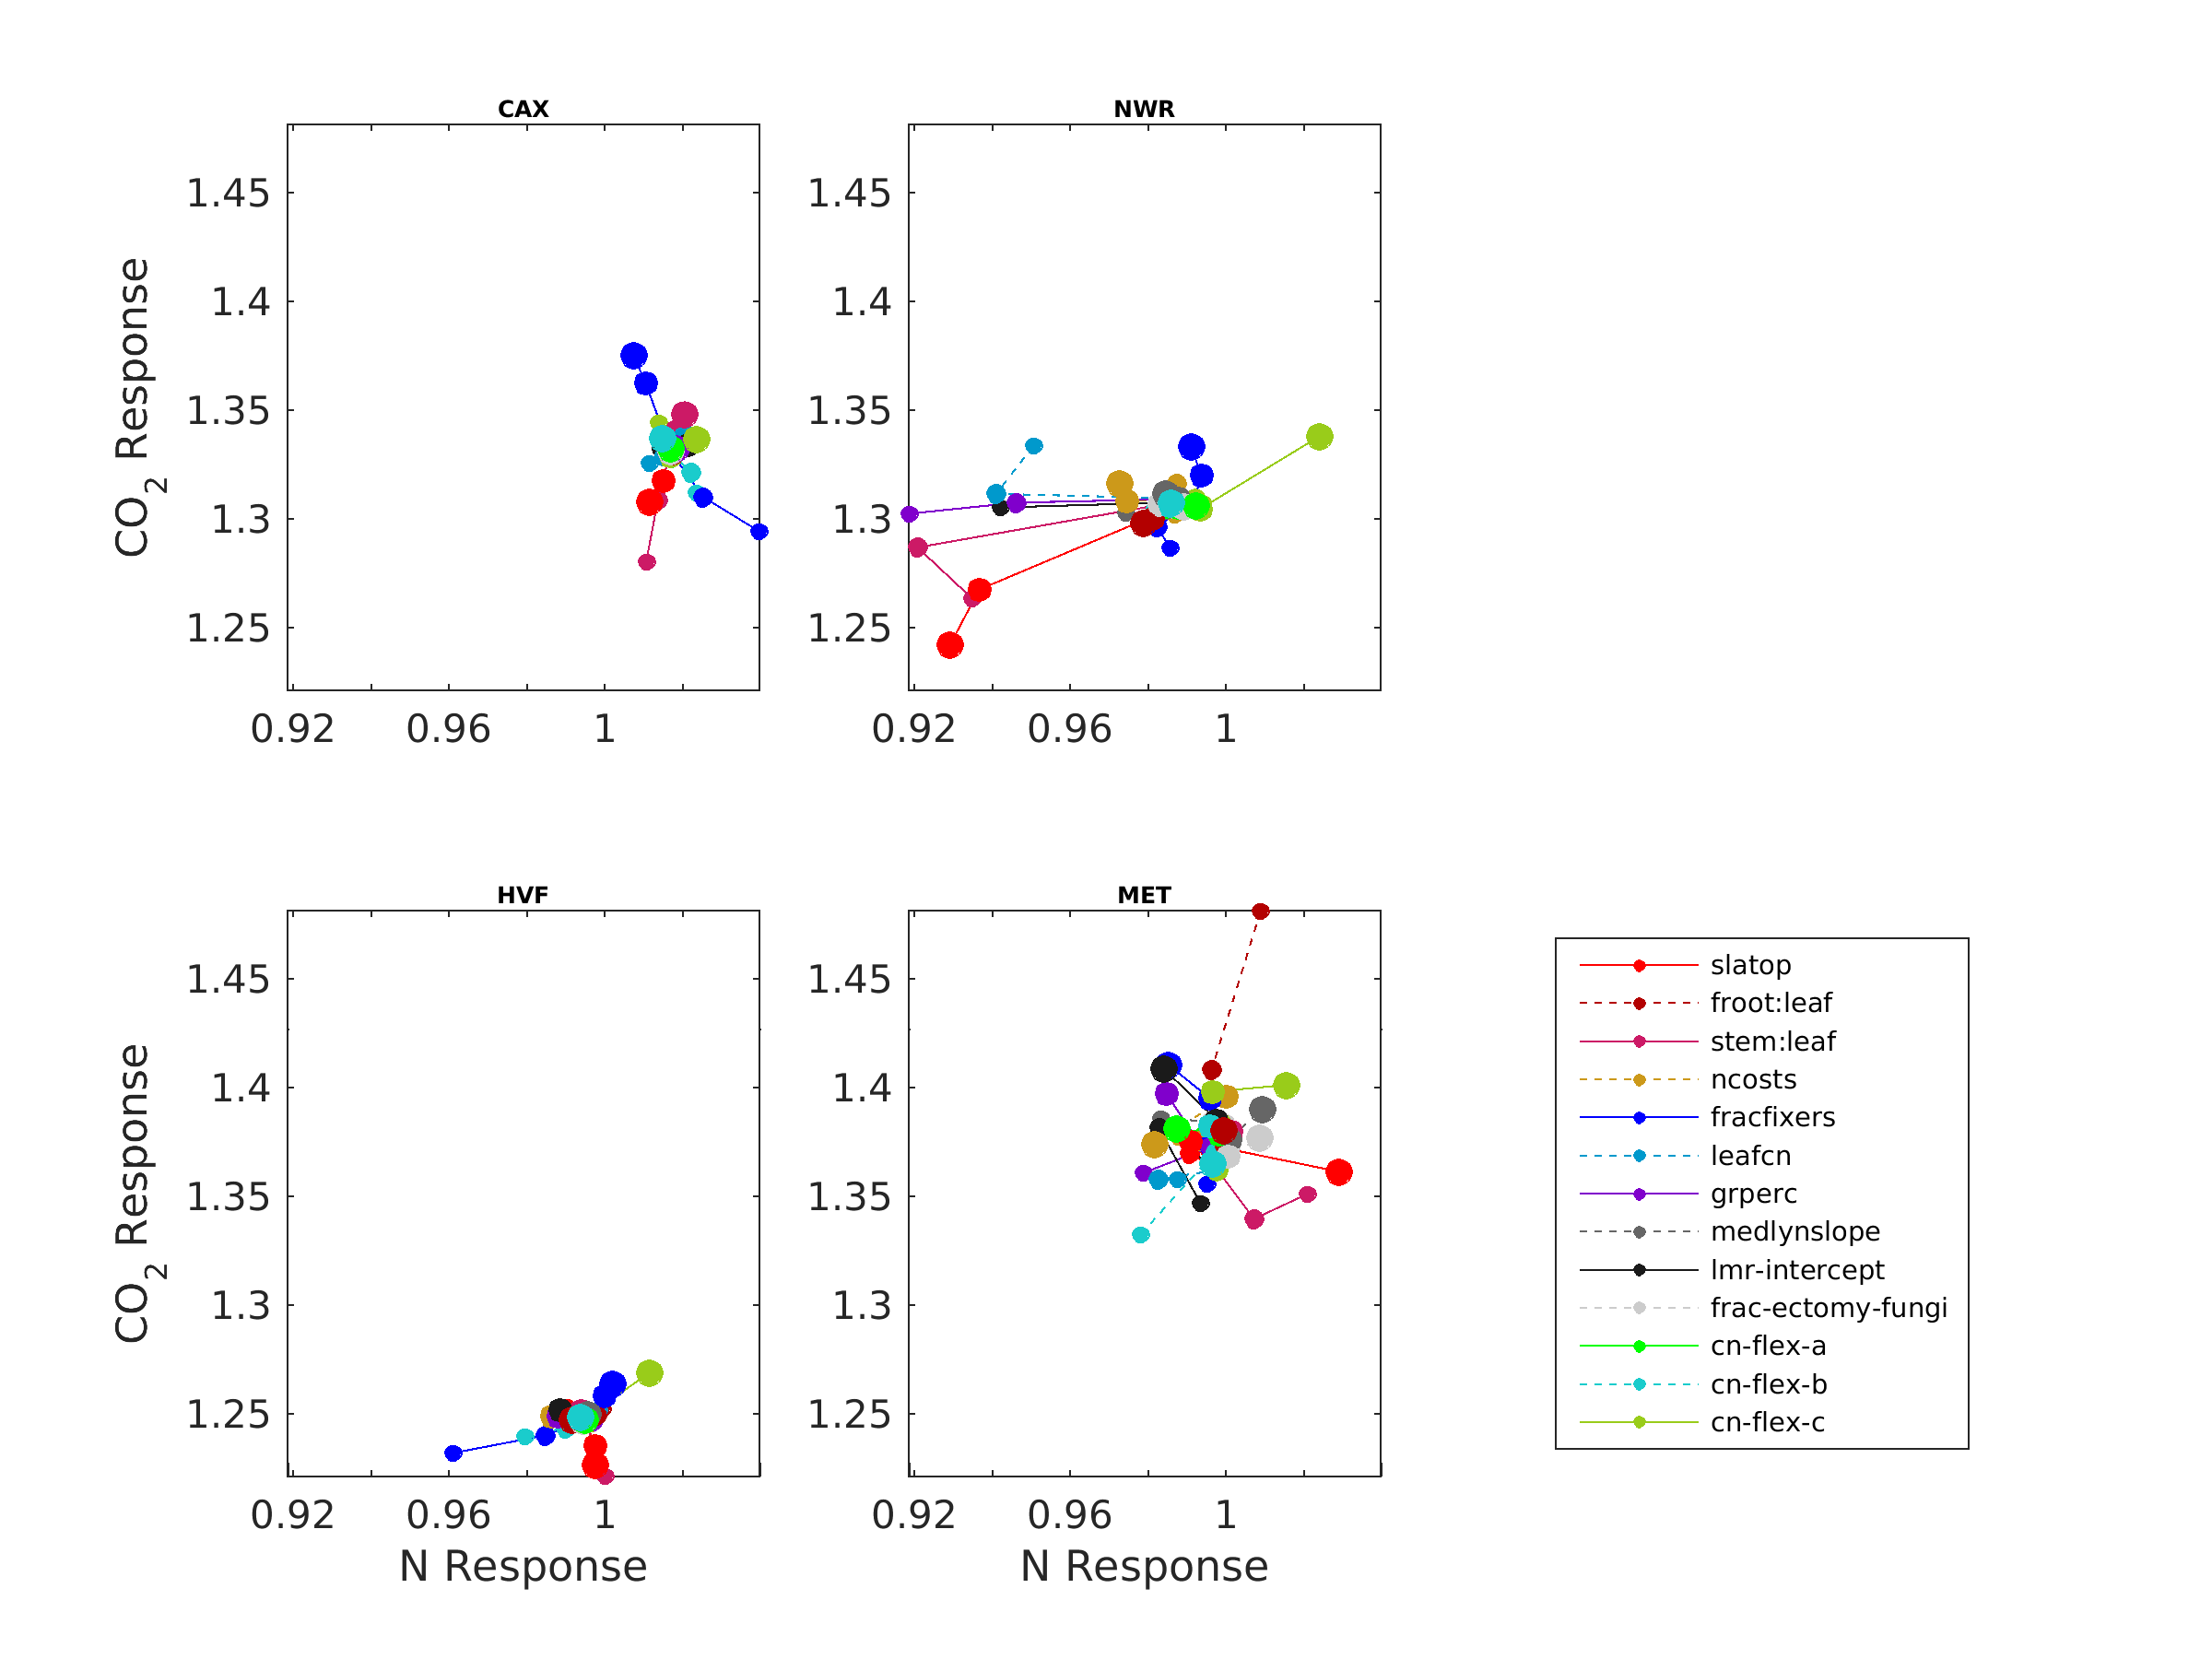 CAX
NWR
1.45
1.4
1.35
1.3
1.25
CO2 Response
1.45
1.4
1.35
1.3
1.25
0.92 0.96 1
0.92 0.96 1
HVF
MET
1.45
1.4
1.35
1.3
1.25
CO2 Response
1.45
1.4
1.35
1.3
1.25
0.92 0.96 1
0.92 0.96 1
N Response
N Response
slatop
froot:leaf
stem:leaf
ncosts
fracfixers
leafcn
grperc
medlynslope
lmr-intercept
frac-ectomy-fungi
cn-flex-a
cn-flex-b
cn-flex-c